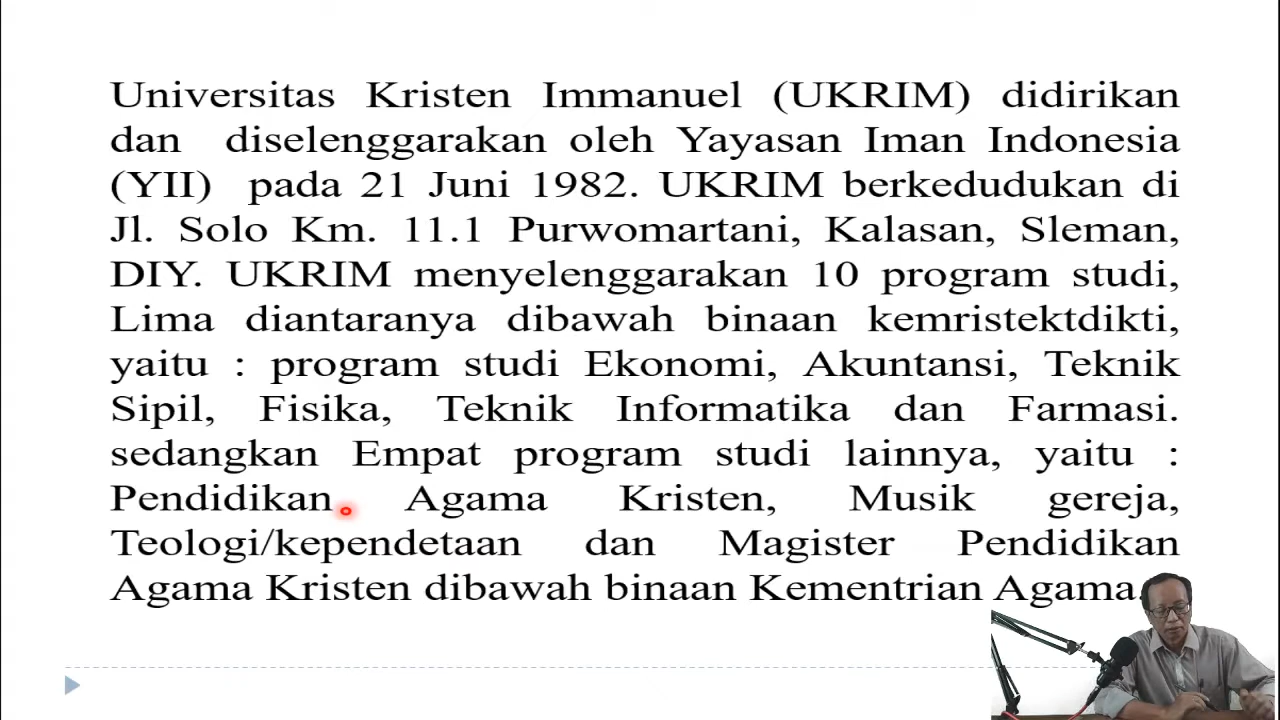 Universitas Kristen Immanuel (UKRIM) didirikan
dan diselenggarakan oleh Yayasan Iman Indonesia
(YII) pada 21 Juni 1982. UKRIM berkedudukan di
Jl. Solo Km. 11.1 Purwomartani, Kalasan, Sleman,
DIY. UKRIM menyelenggarakan 10 program studi,
Lima diantaranya dibawah binaan kemristektdikti,
yaitu : program studi Ekonomi, Akuntansi, Teknik
Sipil, Fisika, Teknik Informatika dan Farmasi.
sedangkan Empat program studi lainnya, yaitu :
Pendidikan Agama Kristen, Musik gereja,
Teologi/kependetaan dan Magister Pendidikan
Agama Kristen dibawah binaan Kementrian Agama.